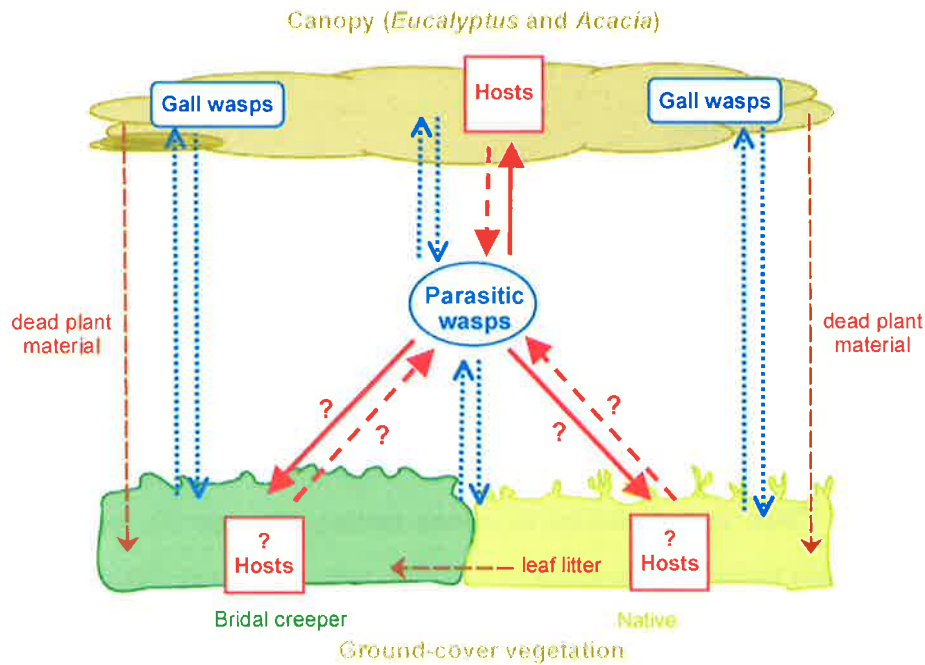 Canopy (Eucalyptus and Acacia)
Gall wasps
Hosts
Gall wasps
Parasitic
wasps
dead plant
material
dead plant
material
?
?
?
?
?
Hosts
leaf litter
?
Hosts
Bridal creeper
Native
Ground-cover vegetation